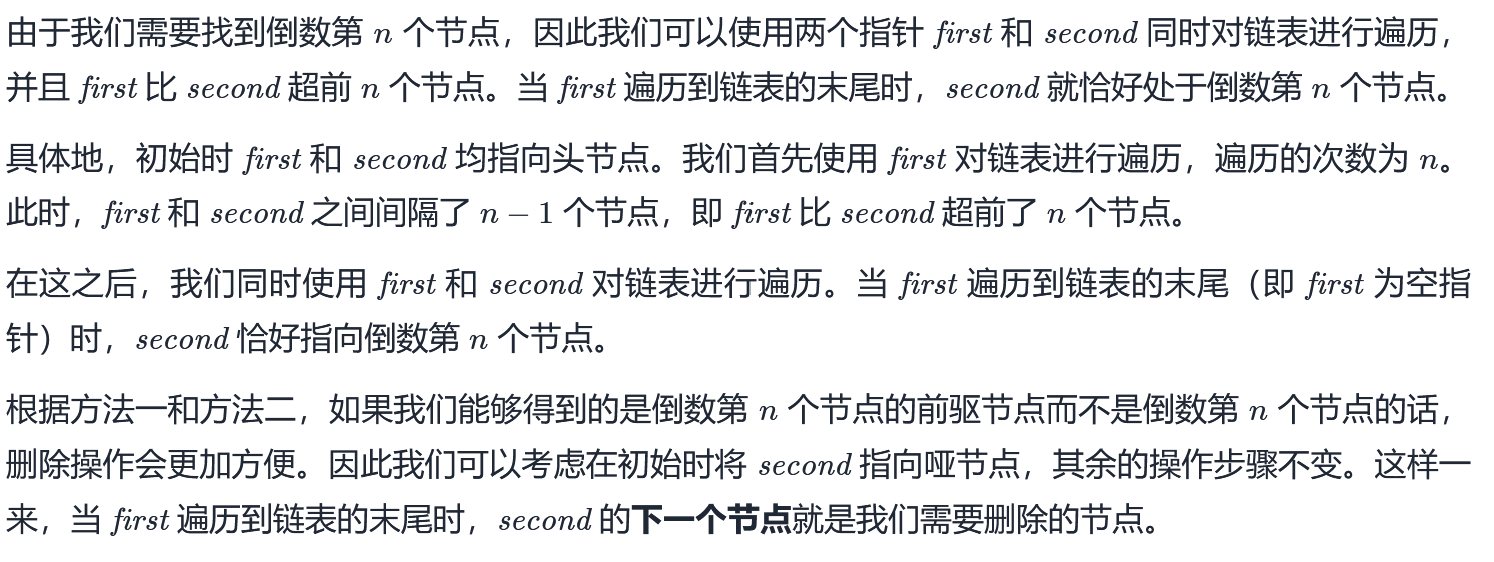 由于我们需要找到倒数第 n 个节点，因此我们可以使用两个指针 first 和 second 同时对链表进行遍历，
并且 first 比 second 超前 n 个节点。当 first 遍历到链表的末尾时，second 就恰好处于倒数第 n 个节点。
具体地，初始时 first 和 second 均指向头节点。我们首先使用 first 对链表进行遍历，遍历的次数为 n。
此时，first 和 second 之间间隔了 n − 1 个节点，即 first 比 second 超前了 n 个节点。
在这之后，我们同时使用 first 和 second 对链表进行遍历。当 first 遍历到链表的末尾（即 first 为空指
针）时，second 恰好指向倒数第 n 个节点。
根据方法一和方法二，如果我们能够得到的是倒数第 n 个节点的前驱节点而不是倒数第 n 个节点的话，
删除操作会更加方便。因此我们可以考虑在初始时将 second 指向哑节点，其余的操作步骤不变。这样一
来，当 first 遍历到链表的末尾时，second 的下一个节点就是我们需要删除的节点。